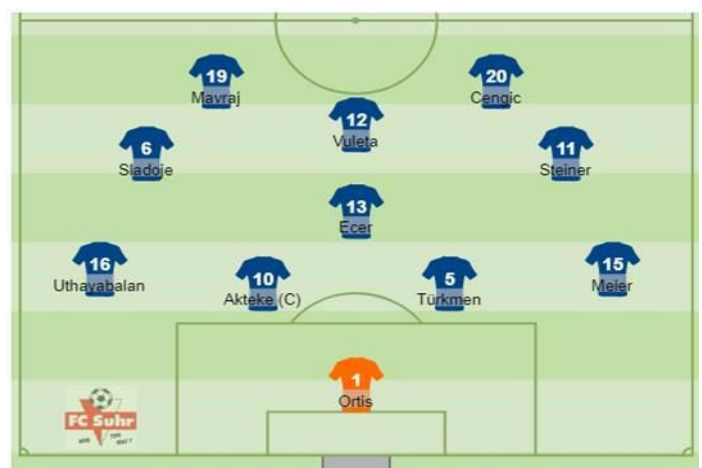 19
Mavraj
20
Cengic
12
Vuleta
6
Sladoje
11
Steiner
13
Ecer
16
Uthayabalan
10
Akteke (C)
5
Türkmen
15
Meier
1
Ortis
FC Suhr